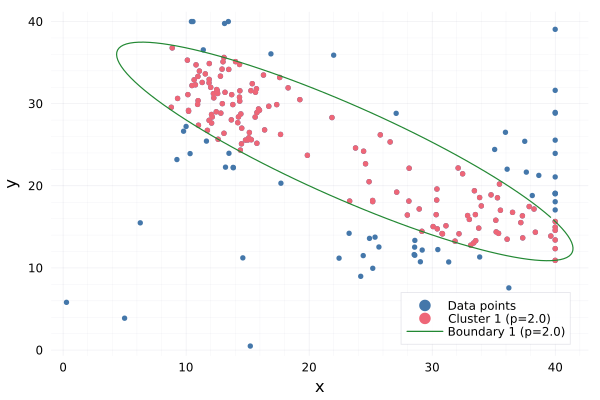 40
30
20
10
0
y
0 10 20 30 40
x
Data points
Cluster 1 (p=2.0)
Boundary 1 (p=2.0)